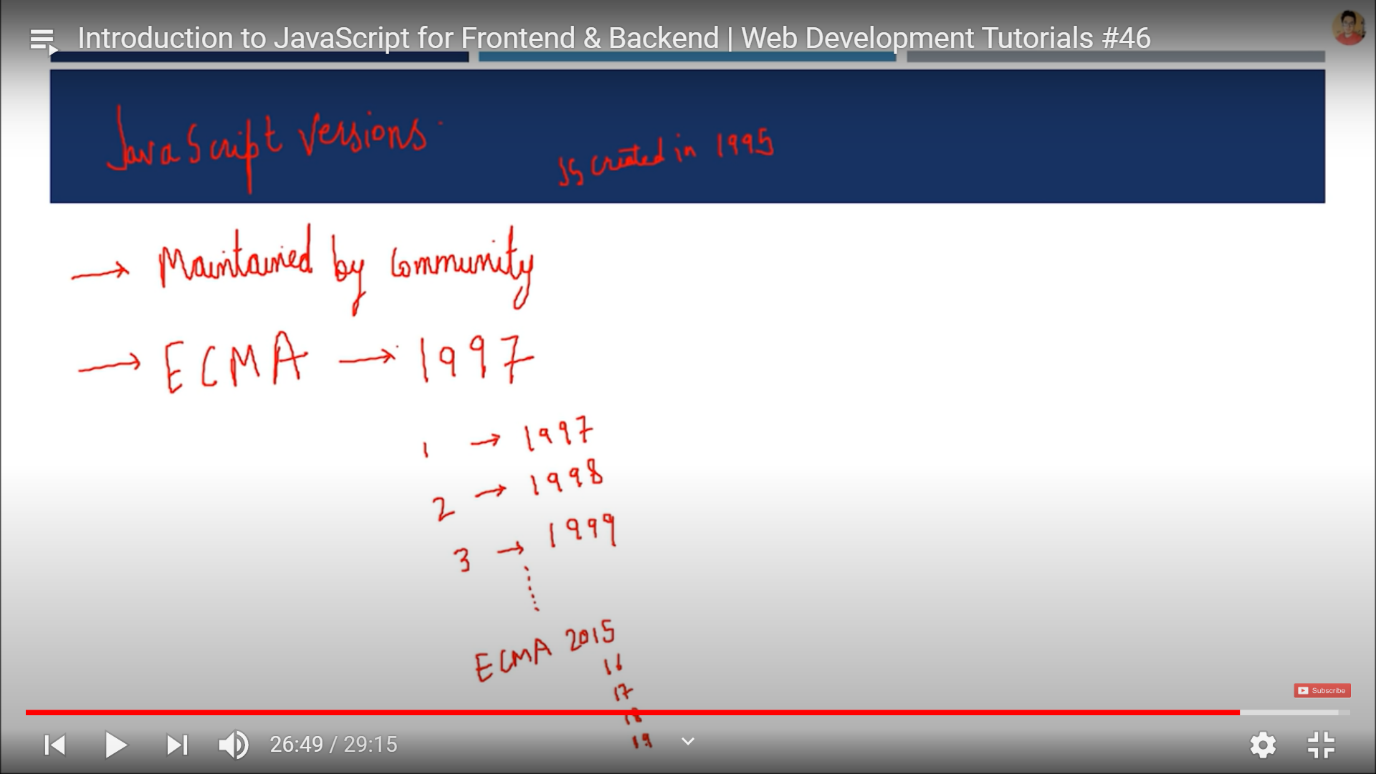 Introduction to JavaScript for Frontend & Backend | Web Development Tutorials #46
JavaScript Versions
JS created in 1995
→ Maintained by Community
→ ECMA → 1997
1 → 1997
2 → 1998
3 → 1999
ECMA 2015
16
17
18
19
Subscribe
26:49 / 29:15